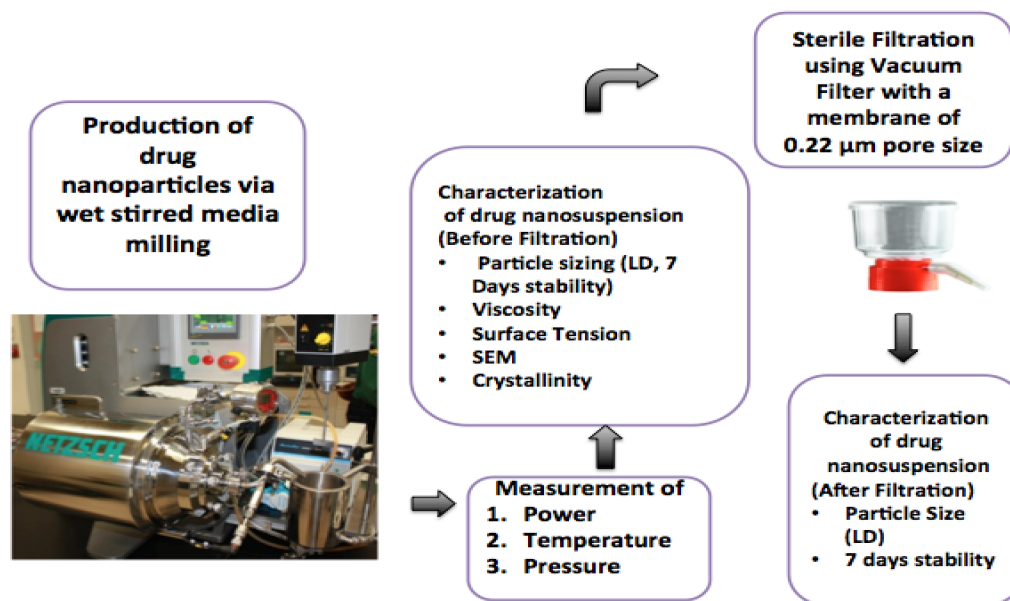 Production of
drug
nanoparticles via
wet stirred media
milling
NETZSCH
Measurement of
1. Power
2. Temperature
3. Pressure
Characterization
of drug nanosuspension
(Before Filtration)
• Particle sizing (LD, 7
Days stability)
• Viscosity
• Surface Tension
• SEM
• Crystallinity
Sterile Filtration
using Vacuum
Filter with a
membrane of
0.22 μm pore size
Characterization
of drug
nanosuspension
(After Filtration)
• Particle Size
(LD)
• 7 days stability